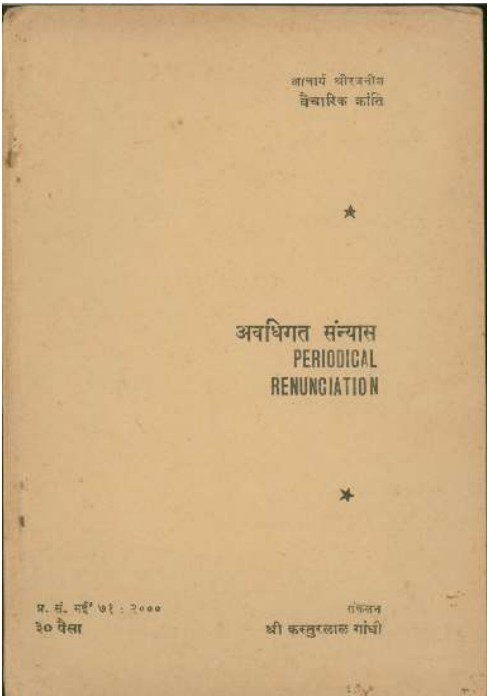 आचार्य श्रीरजनीश
वैचारिक क्रांति
अवधिगत संन्यास
PERIODICAL
RENUNCIATION
प्र. सं. मई' ७१ : २०००
३० पैसा
संकलन
श्री कस्तुरलाल गांधी